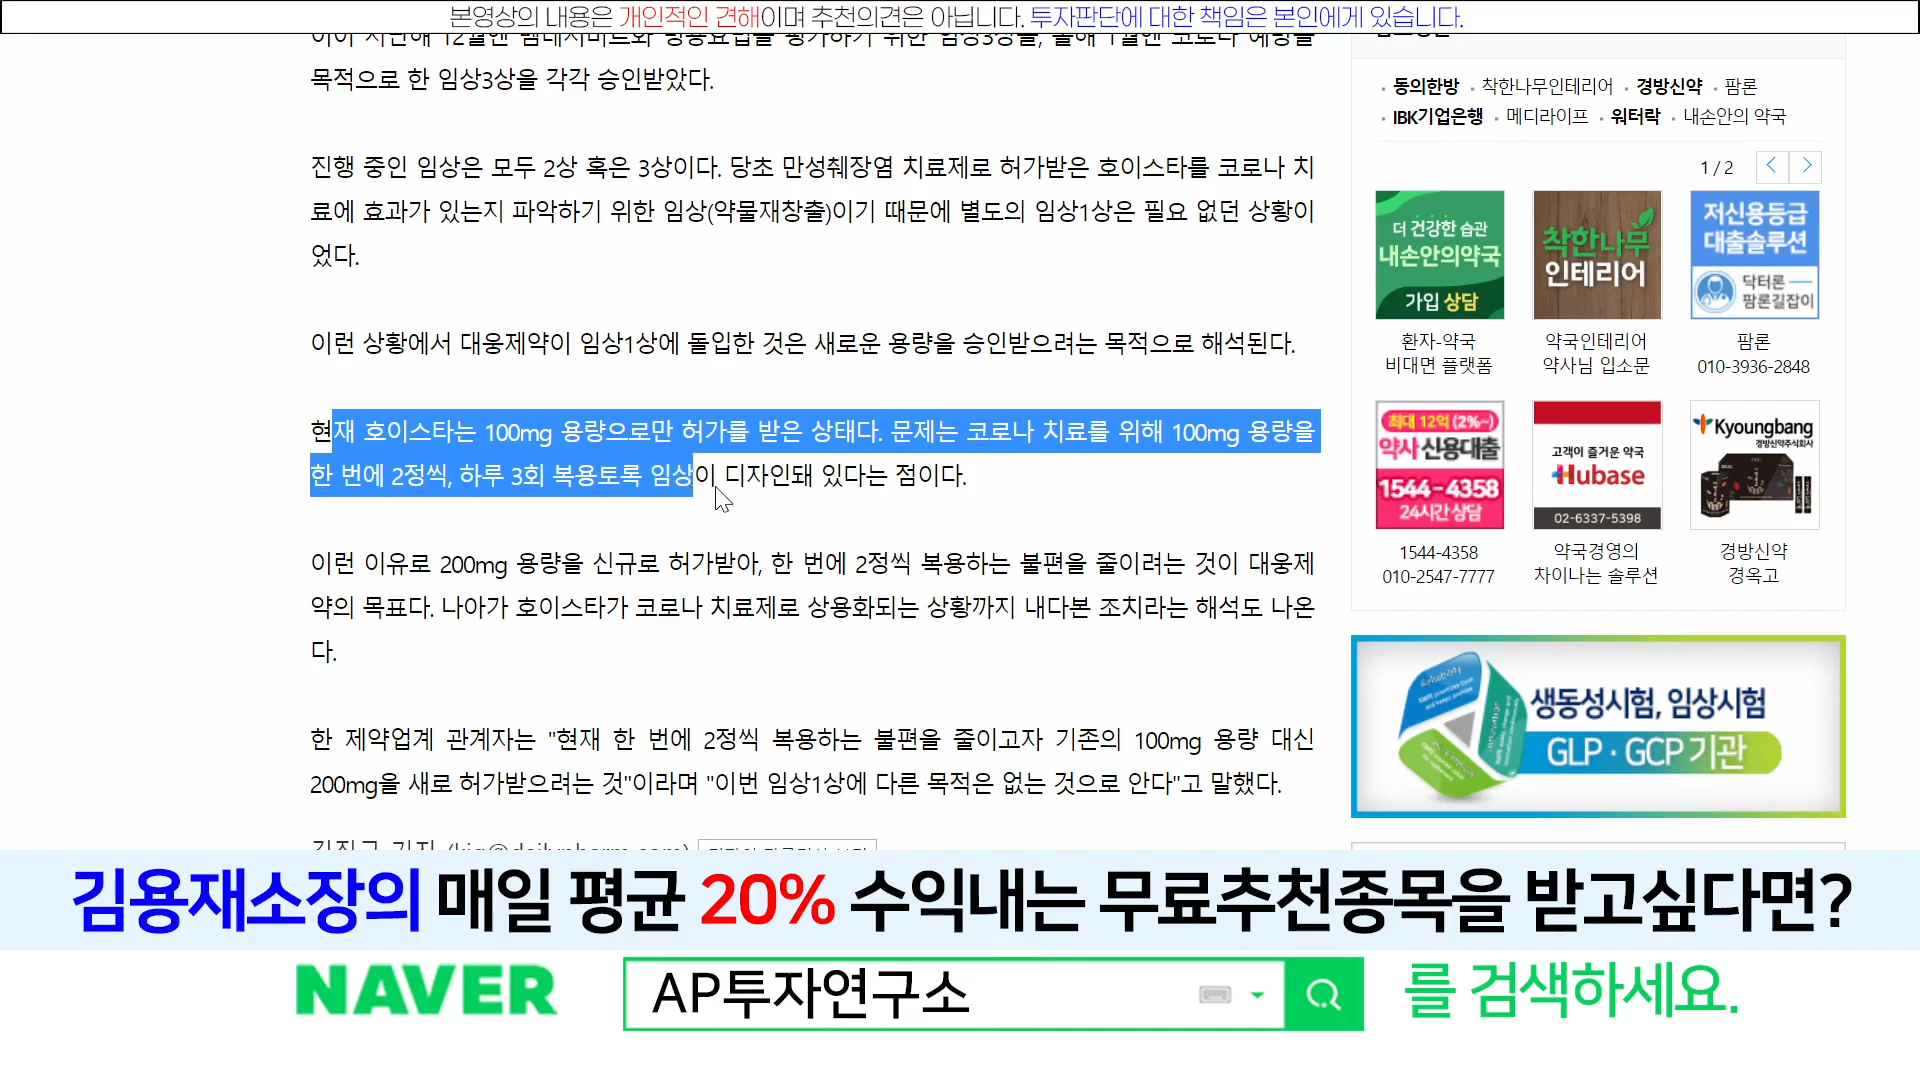 본영상의 내용은 개인적인 견해이며 추천의견은 아닙니다. 투자판단에 대한 책임은 본인에게 있습니다.
목적으로 한 임상3상을 각각 승인받았다.
진행 중인 임상은 모두 2상 혹은 3상이다. 당초 만성췌장염 치료제로 허가받은 호이스타를 코로나 치
료에 효과가 있는지 파악하기 위한 임상(약물재창출)이기 때문에 별도의 임상1상은 필요 없던 상황이
었다.
이런 상황에서 대웅제약이 임상1상에 돌입한 것은 새로운 용량을 승인받으려는 목적으로 해석된다.
현재 호이스타는 100mg 용량으로만 허가를 받은 상태다. 문제는 코로나 치료를 위해 100mg 용량을
한 번에 2정씩, 하루 3회 복용토록 임상이 디자인돼 있다는 점이다.
이런 이유로 200mg 용량을 신규로 허가받아, 한 번에 2정씩 복용하는 불편을 줄이려는 것이 대웅제
약의 목표다. 나아가 호이스타가 코로나 치료제로 상용화되는 상황까지 내다본 조치라는 해석도 나온
다.
한 제약업계 관계자는 "현재 한 번에 2정씩 복용하는 불편을 줄이고자 기존의 100mg 용량 대신
200mg을 새로 허가받으려는 것"이라며 "이번 임상1상에 다른 목적은 없는 것으로 안다"고 말했다.
· 동의한방 · 착한나무인테리어 · 경방신약 · 팜론
· IBK기업은행 · 메디라이프 · 워터락 · 내손안의 약국
1 / 2
더 건강한 습관
내손안의약국
가입 상담
환자-약국
비대면 플랫폼
착한나무
인테리어
약국인테리어
약사님 입소문
저신용등급
대출솔루션
닥터론
팜론길잡이
팜론
010-3936-2848
최대 12억 (2%~)
약사 신용대출
1544-4358
24시간 상담
1544-4358
010-2547-7777
고객이 즐거운 약국
Hubase
02-6337-5398
약국경영의
차이나는 솔루션
Kyoungbang
경방신약주식회사
경방신약
경옥고
생동성시험, 임상시험
GLP · GCP 기관
김용재소장의 매일 평균 20% 수익내는 무료추천종목을 받고싶다면?
NAVER AP투자연구소 를 검색하세요.